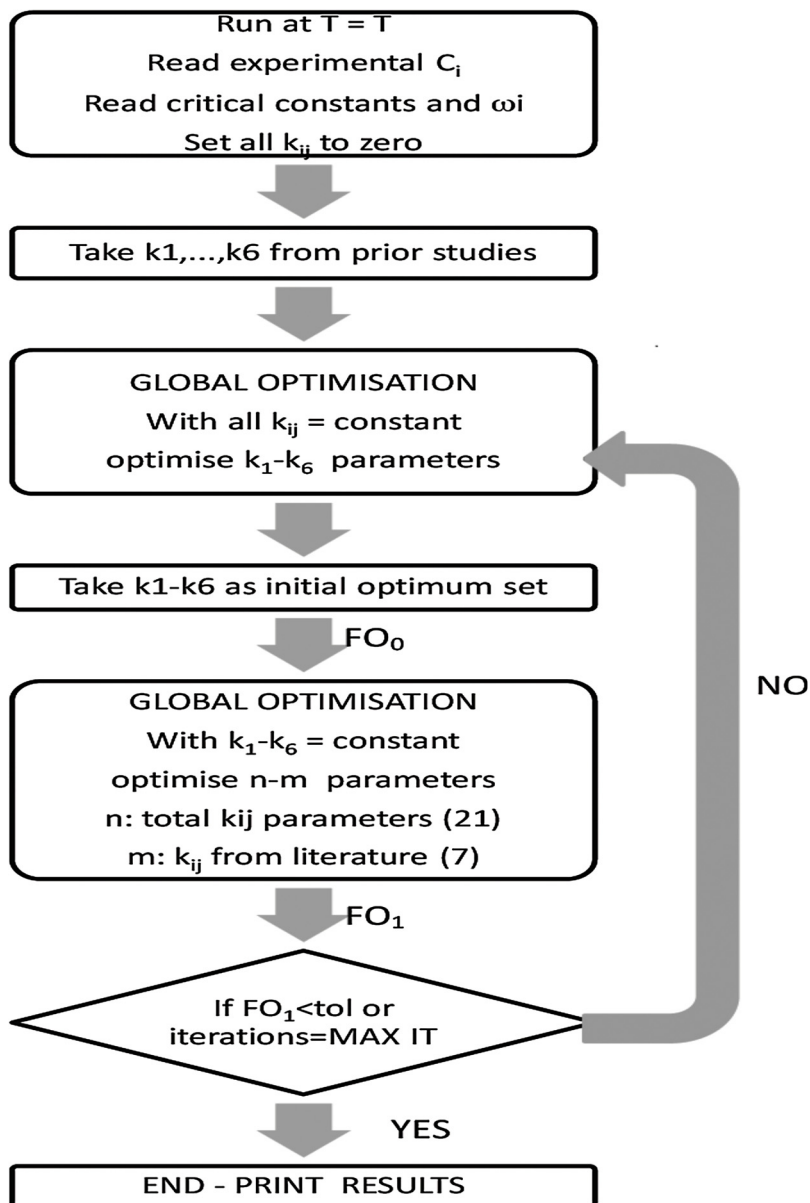 Run at T = T
Read experimental Cᵢ
Read critical constants and ωi
Set all kᵢⱼ to zero
Take k1,...,k6 from prior studies
GLOBAL OPTIMISATION
With all kᵢⱼ = constant
optimise k₁-k₆ parameters
Take k1-k6 as initial optimum set
FO₀
GLOBAL OPTIMISATION
With k₁-k₆ = constant
optimise n-m parameters
n: total kij parameters (21)
m: kᵢⱼ from literature (7)
FO₁
If FO₁<tol or
iterations=MAX IT
NO
YES
END - PRINT RESULTS